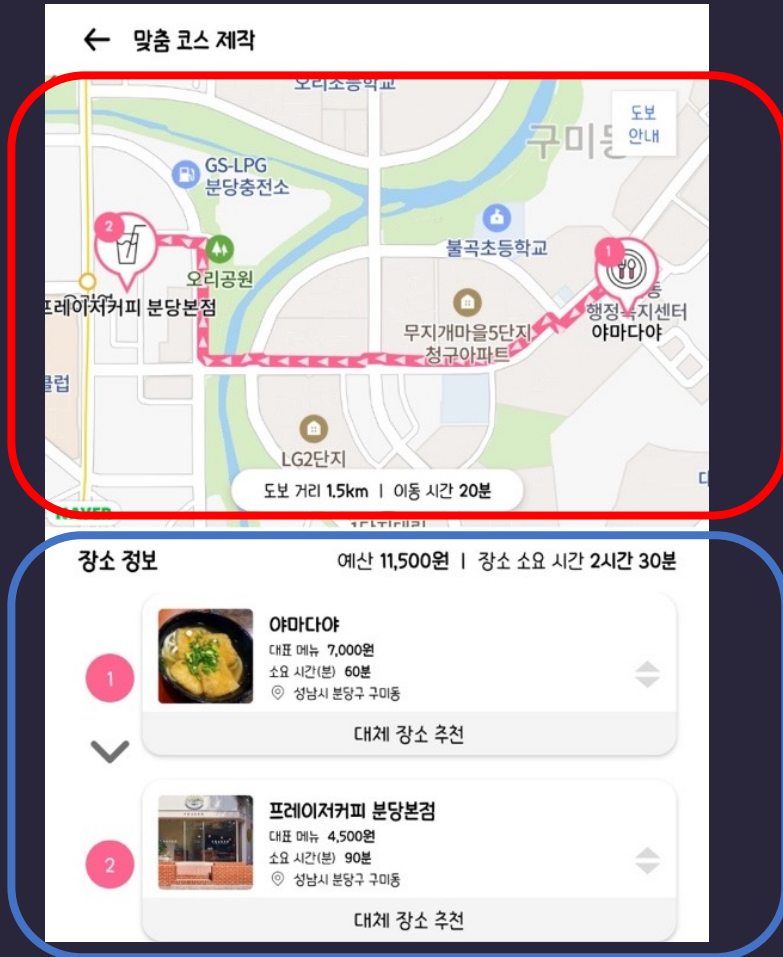 맞춤 코스 제작
오리초등학교
도보
안내
구미동
GS-LPG
분당충전소
2
불곡초등학교
1
오리공원
행정복지센터
야마다야
프레이저커피 분당본점
무지개마을5단지
청구아파트
클럽
LG2단지
도보 거리 1.5km | 이동 시간 20분
NAVER
장소 정보
예산 11,500원 | 장소 소요 시간 2시간 30분
야마다야
대표 메뉴 7,000원
소요 시간(분) 60분
1
성남시 분당구 구미동
대체 장소 추천
프레이저커피 분당본점
대표 메뉴 4,500원
소요 시간(분) 90분
2
성남시 분당구 구미동
대체 장소 추천